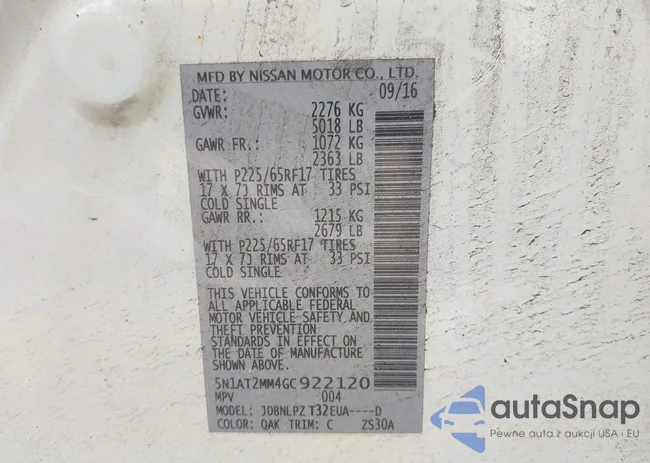 MFD BY NISSAN MOTOR CO., LTD.
DATE: 09/16
GVWR: 2276 KG
5018 LB
GAWR FR.: 1072 KG
2363 LB
WITH P225/65RF17 TIRES
17 X 7J RIMS AT 33 PSI
COLD SINGLE
GAWR RR.: 1215 KG
2679 LB
WITH P225/65RF17 TIRES
17 X 7J RIMS AT 33 PSI
COLD SINGLE
THIS VEHICLE CONFORMS TO
ALL APPLICABLE FEDERAL
MOTOR VEHICLE SAFETY AND
THEFT PREVENTION
STANDARDS IN EFFECT ON THE
DATE OF MANUFACTURE
SHOWN ABOVE.
5N1AT2MM4GC922120
MPV 004
MODEL: JDBNLPZ T32EUA----D
COLOR: QAK TRIM: C ZS30A
autoSnap
Pewne auto z aukcji USA i EU